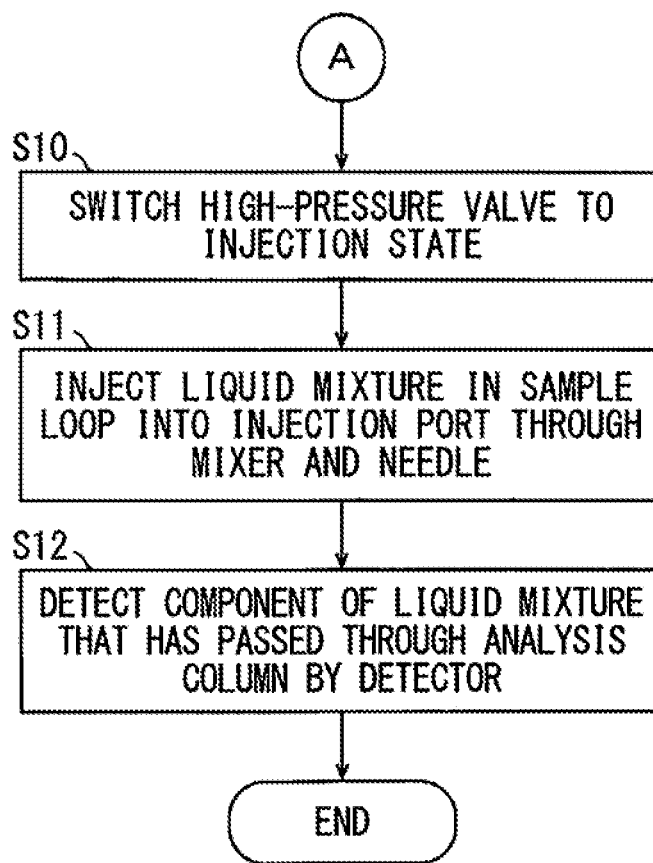 A
S10
SWITCH HIGH-PRESSURE VALVE TO
INJECTION STATE
S11
INJECT LIQUID MIXTURE IN SAMPLE
LOOP INTO INJECTION PORT THROUGH
MIXER AND NEEDLE
S12
DETECT COMPONENT OF LIQUID MIXTURE
THAT HAS PASSED THROUGH ANALYSIS
COLUMN BY DETECTOR
END